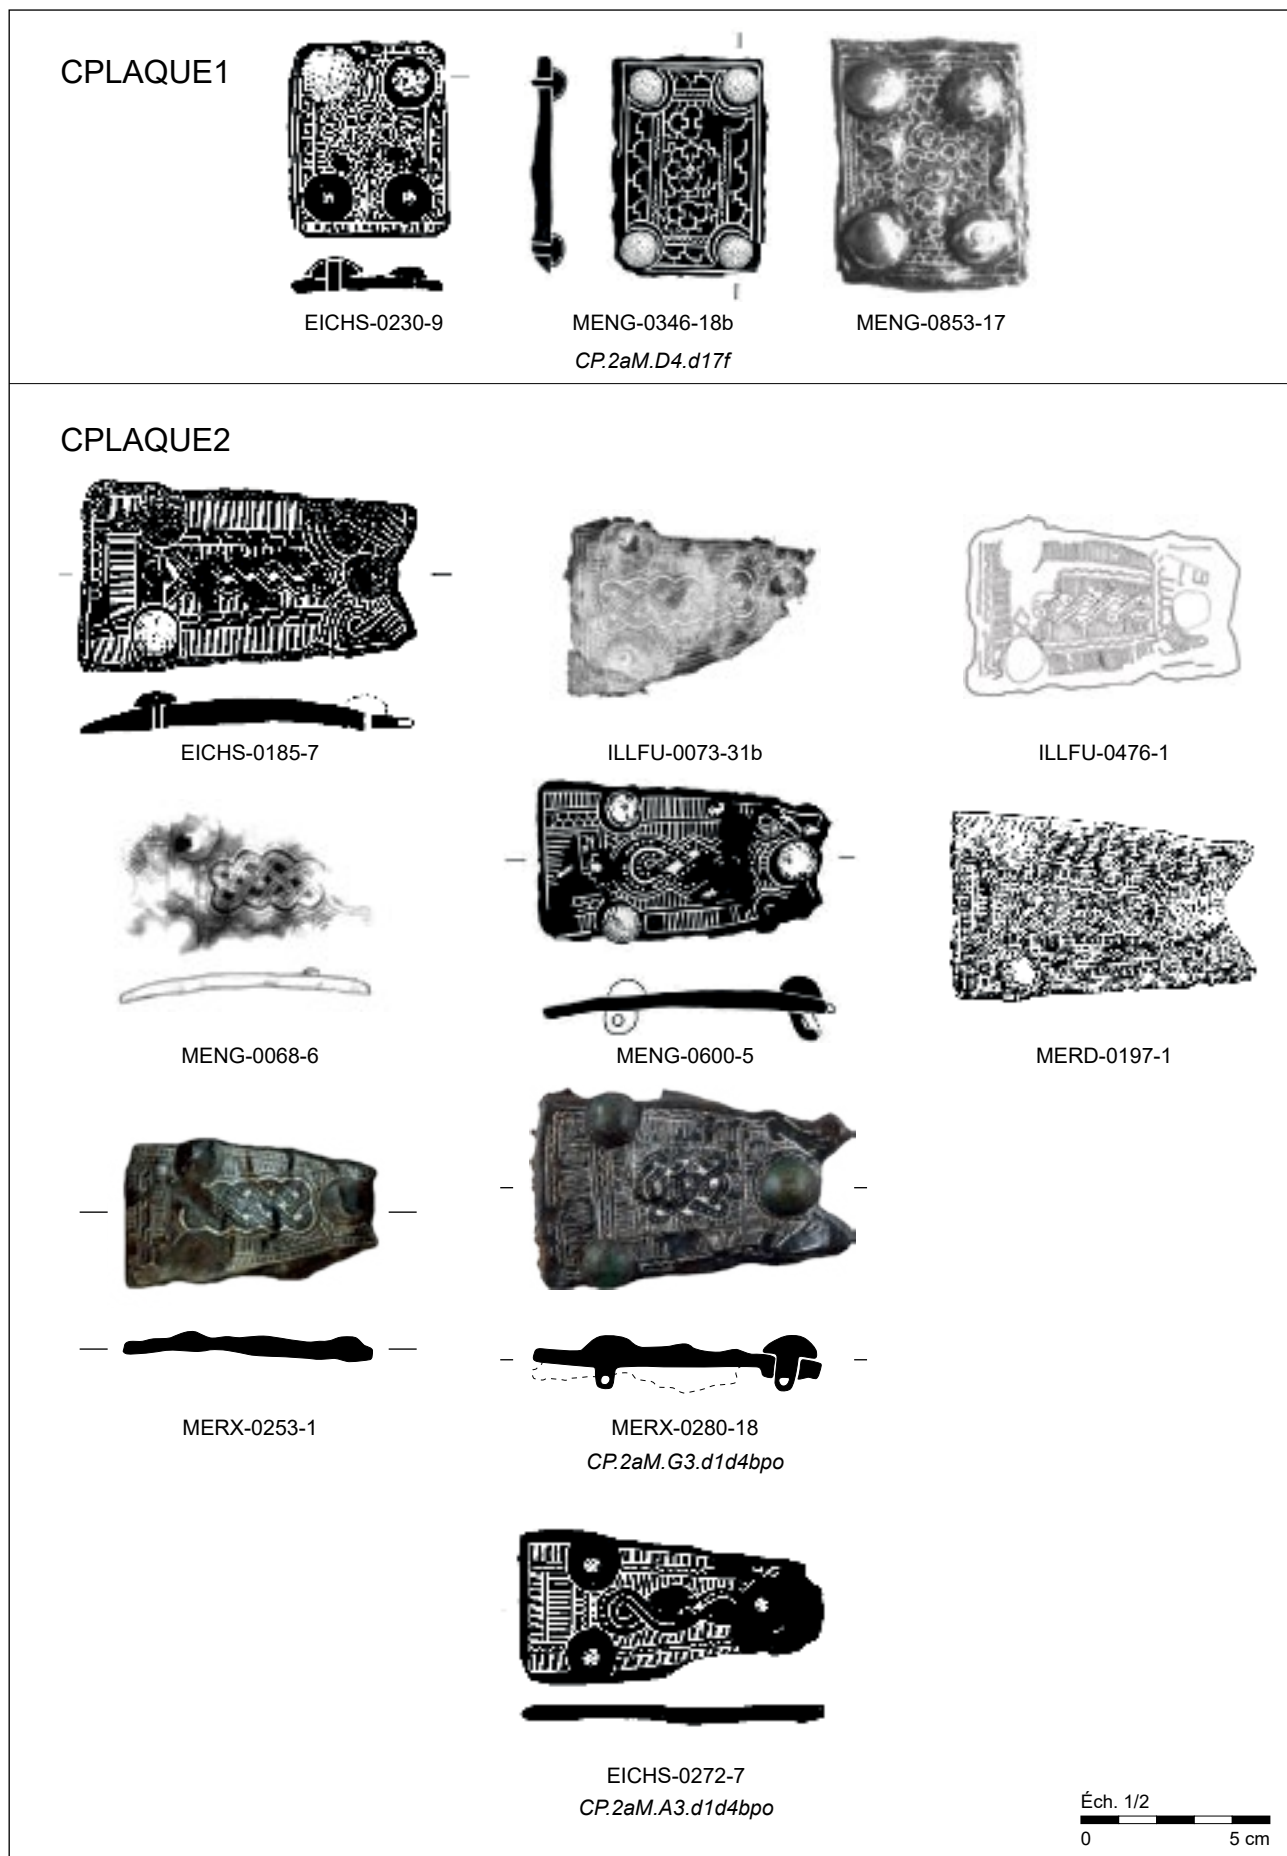 CPLAQUE1
EICHS-0230-9
MENG-0346-18b
MENG-0853-17
CP.2aM.D4.d17f
CPLAQUE2
EICHS-0185-7
ILLFU-0073-31b
ILLFU-0476-1
MENG-0068-6
MENG-0600-5
MERD-0197-1
MERX-0253-1
MERX-0280-18
CP.2aM.G3.d1d4bpo
EICHS-0272-7
CP.2aM.A3.d1d4bpo
Éch. 1/2
0 5 cm